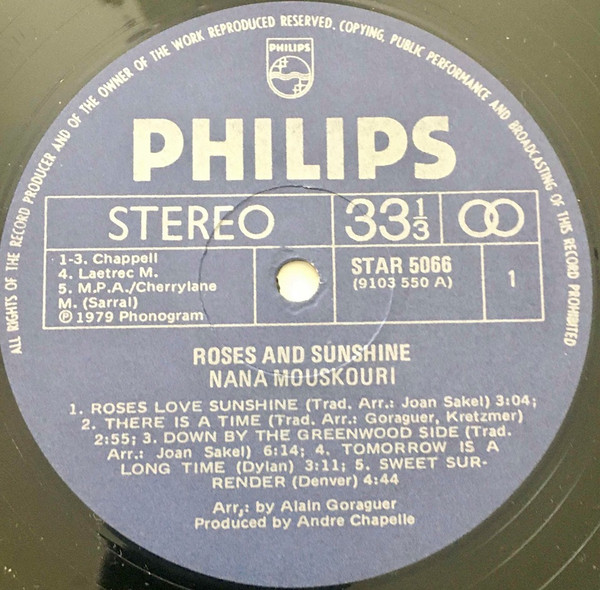 ALL RIGHTS OF THE RECORD PRODUCER AND OF THE OWNER OF THE WORK REPRODUCED RESERVED. COPYING, PUBLIC PERFORMANCE AND BROADCASTING OF THIS RECORD PROHIBITED
PHILIPS
PHILIPS
STEREO
33⅓
1-3. Chappell
4. Laetrec M.
5. M.P.A./Cherrylane
M. (Sarral)
℗ 1979 Phonogram
STAR 5066
(9103 550 A)
1
ROSES AND SUNSHINE
NANA MOUSKOURI
1. ROSES LOVE SUNSHINE (Trad. Arr.: Joan Sakel) 3:04;
2. THERE IS A TIME (Trad. Arr.: Goraguer, Kretzmer)
2:55; 3. DOWN BY THE GREENWOOD SIDE (Trad.
Arr.: Joan Sakel) 6:14; 4. TOMORROW IS A
LONG TIME (Dylan) 3:11; 5. SWEET SUR-
RENDER (Denver) 4:44
Arr,: by Alain Goraguer
Produced by Andre Chapelle